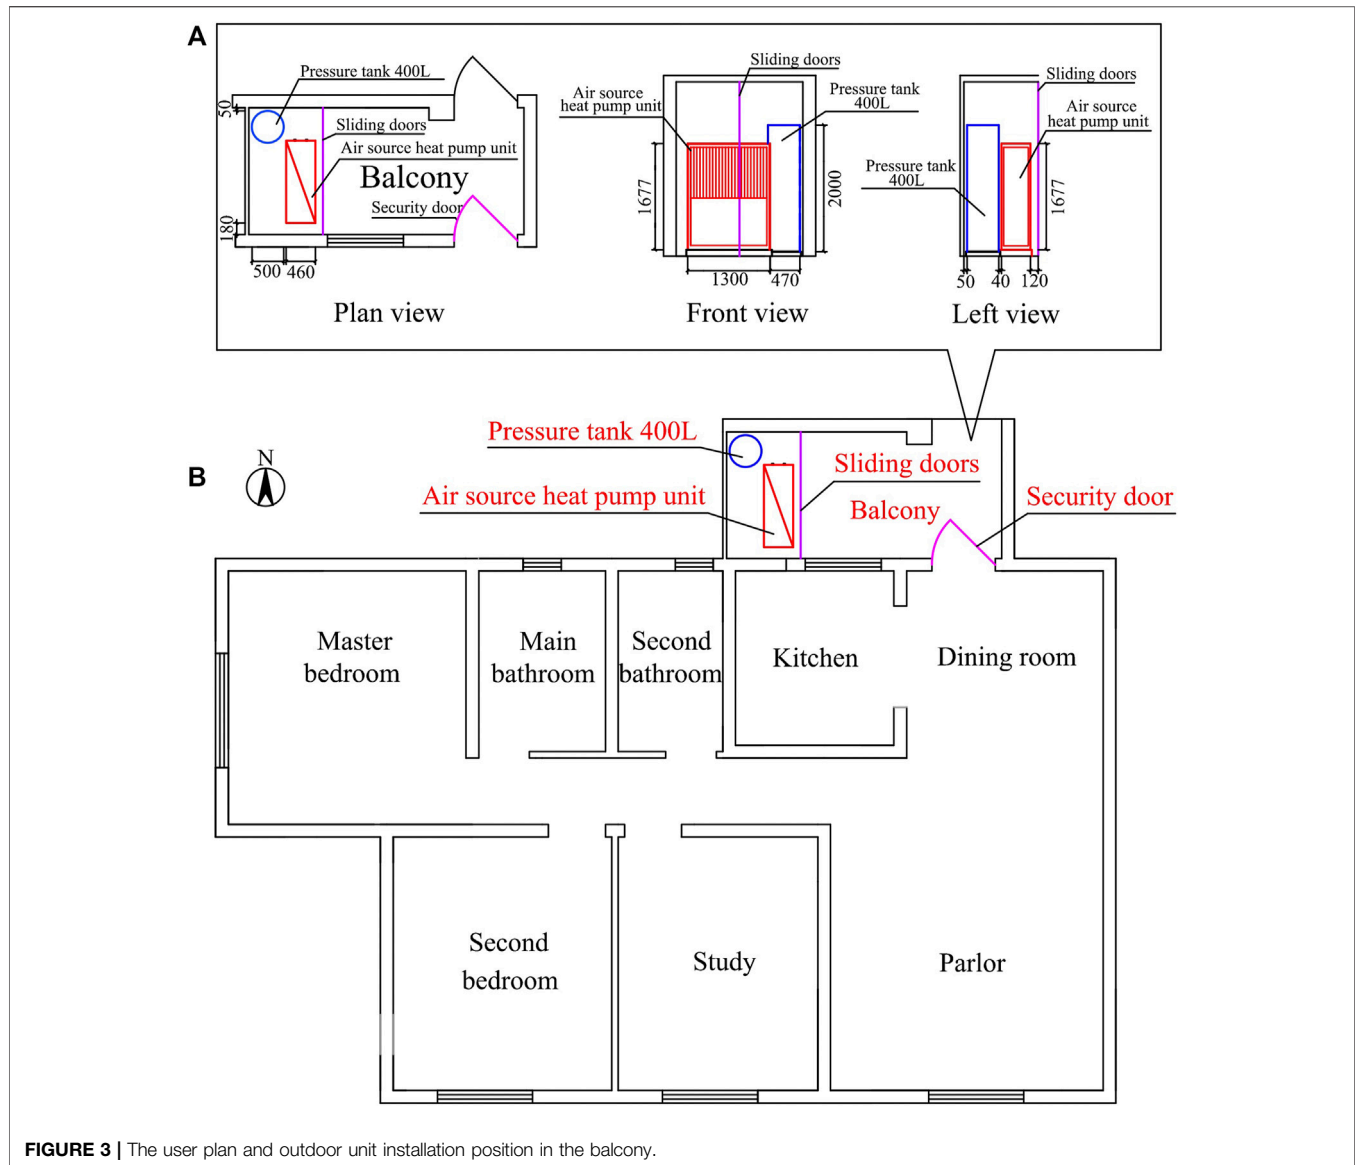 A
Pressure tank 400L
50
Sliding doors
Air source heat pump unit
Balcony
Security door
180
500 460
Plan view
Sliding doors
Air source
heat pump unit
Pressure tank
400L
1677
2000
1300 470
Front view
Sliding doors
Air source
heat pump unit
Pressure tank
400L
1677
50 40 120
Left view
B
N
Pressure tank 400L
Air source heat pump unit
Sliding doors
Balcony
Security door
Master
bedroom
Main
bathroom
Second
bathroom
Kitchen
Dining room
Second
bedroom
Study
Parlor
FIGURE 3 | The user plan and outdoor unit installation position in the balcony.